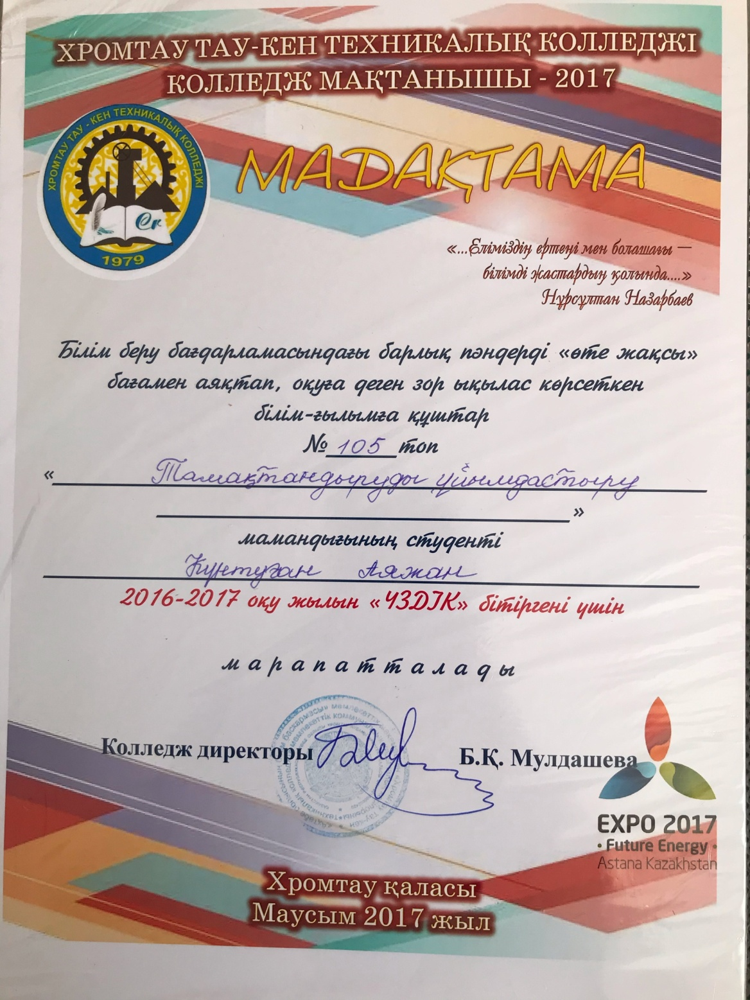 ХРОМТАУ ТАУ-КЕН ТЕХНИКАЛЫҚ КОЛЛЕДЖІ
КОЛЛЕДЖ МАҚТАНЫШЫ - 2017
ХРОМТАУ ТАУ - КЕН ТЕХНИКАЛЫҚ КОЛЛЕДЖІ
Ск
1979
МАДАҚТАМА
«...Еліміздің ертеңі мен болашағы —
білімді жастардың қолында....»
Нұрсұлтан Назарбаев
Білім беру бағдарламасындағы барлық пәндерді «өте жақсы»
бағамен аяқтап, оқуға деген зор ықылас көрсеткен
білім-ғылымға құштар
№ 105 топ
« Тамақтандыруды ұйымдастыру
»
мамандығының студенті
Күнтуған Аяжан
2016-2017 оқу жылын «ҮЗДІК» бітіргені үшін
марапатталады
Колледж директоры Б.Қ. Мулдашева
EXPO 2017
• Future Energy •
Astana Kazakhstan
Хромтау қаласы
Маусым 2017 жыл